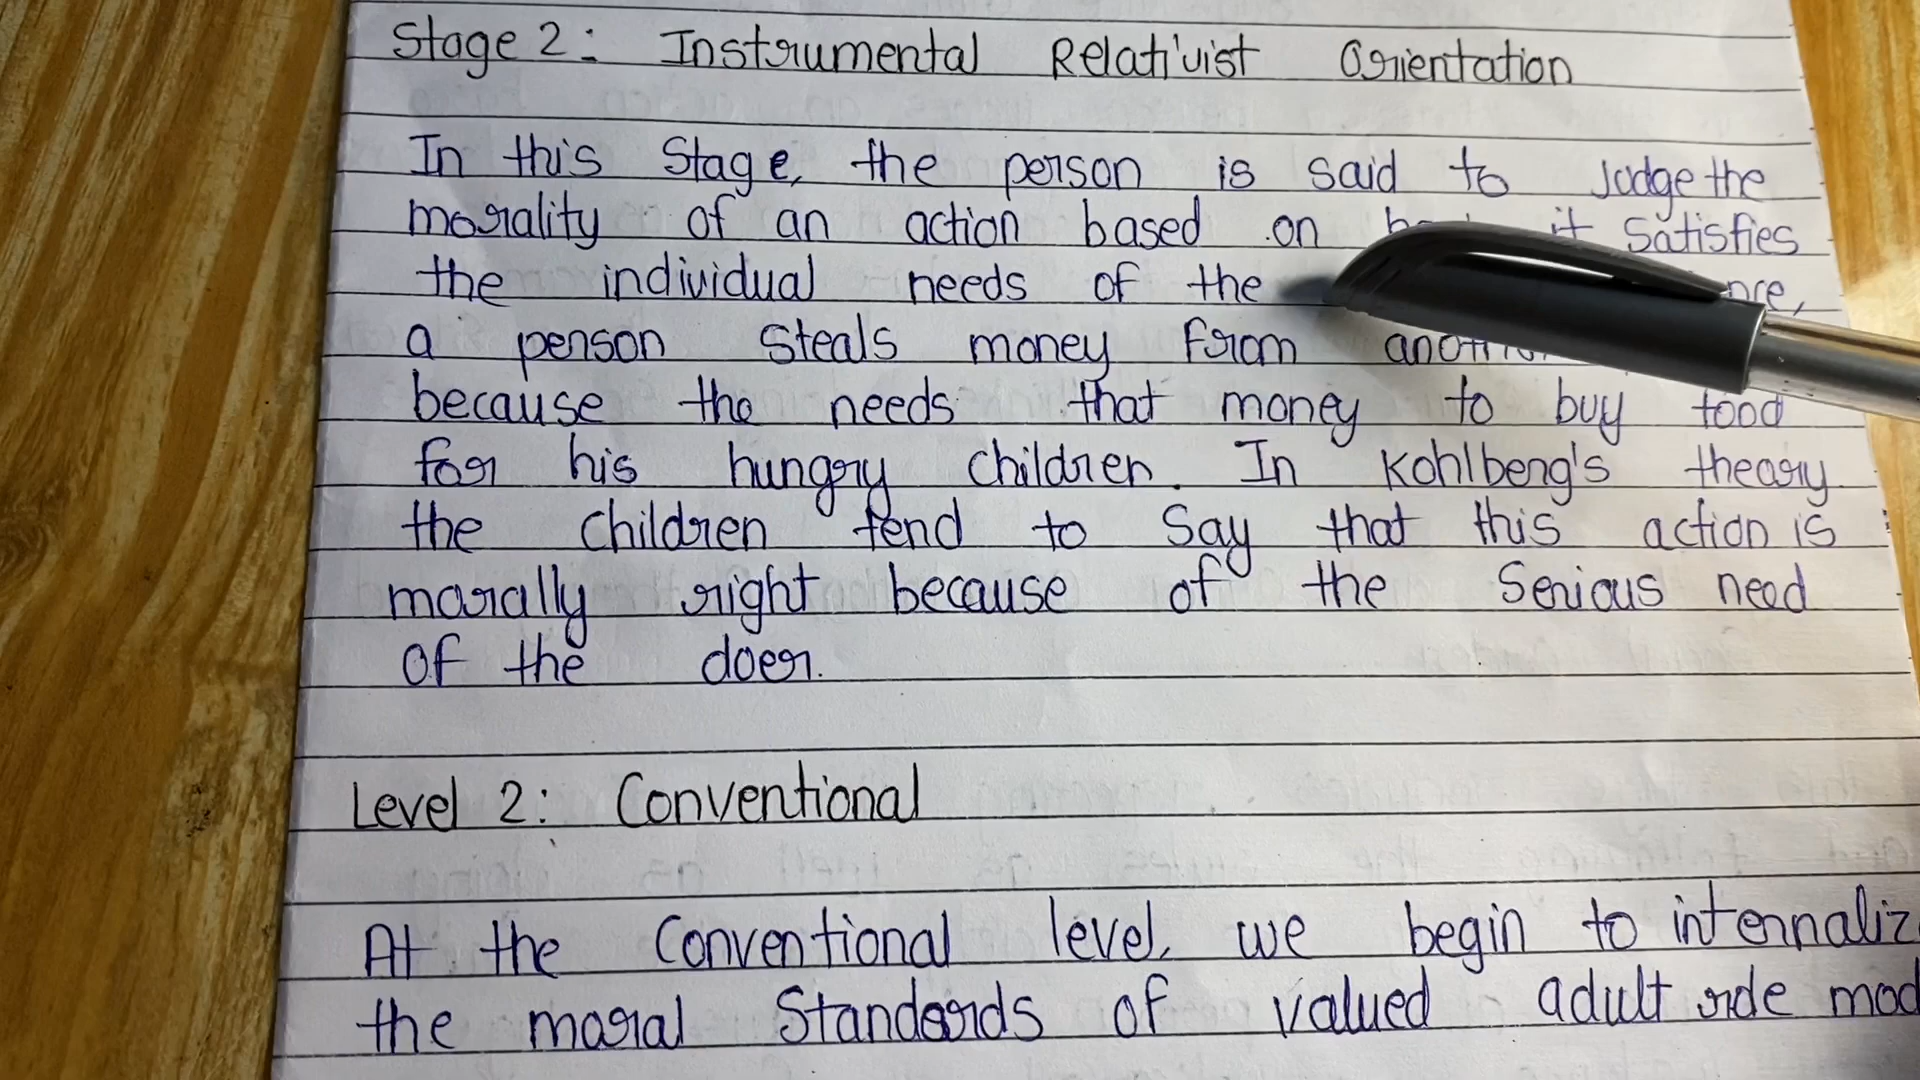 Stage 2: Instrumental Relativist Orientation
In this Stage, the person is said to judge the
morality of an action based on it satisfies
the individual needs of the
a person steals money from
because the needs that money to buy food
for his hungry children. In Kohlberg's theory
the children tend to say that this action is
morally right because of the Serious need
of the doer.
Level 2: Conventional
At the Conventional level, we begin to internaliz
the moral Standards of valued adult role mod